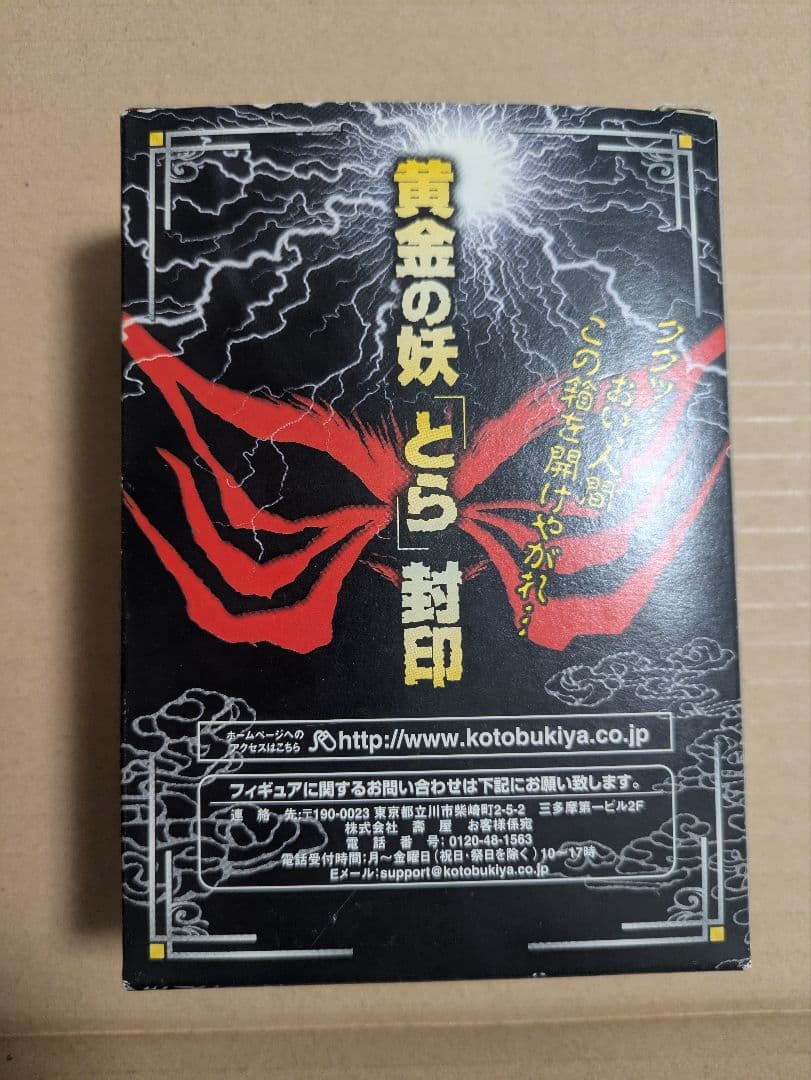 黄金の妖「とら」封印
ククッ…
おい、人間
この箱を開けやがれ…
ホームページへの
アクセスはこちら
http://www.kotobukiya.co.jp
フィギュアに関するお問い合わせは下記にお願い致します。
連絡先:〒190-0023 東京都立川市柴崎町2-5-2 三多摩第一ビル2F
株式会社 壽屋 お客様係宛
電話番号:0120-48-1563
電話受付時間:月〜金曜日(祝日・祭日を除く)10〜17時
Eメール:support@kotobukiya.co.jp